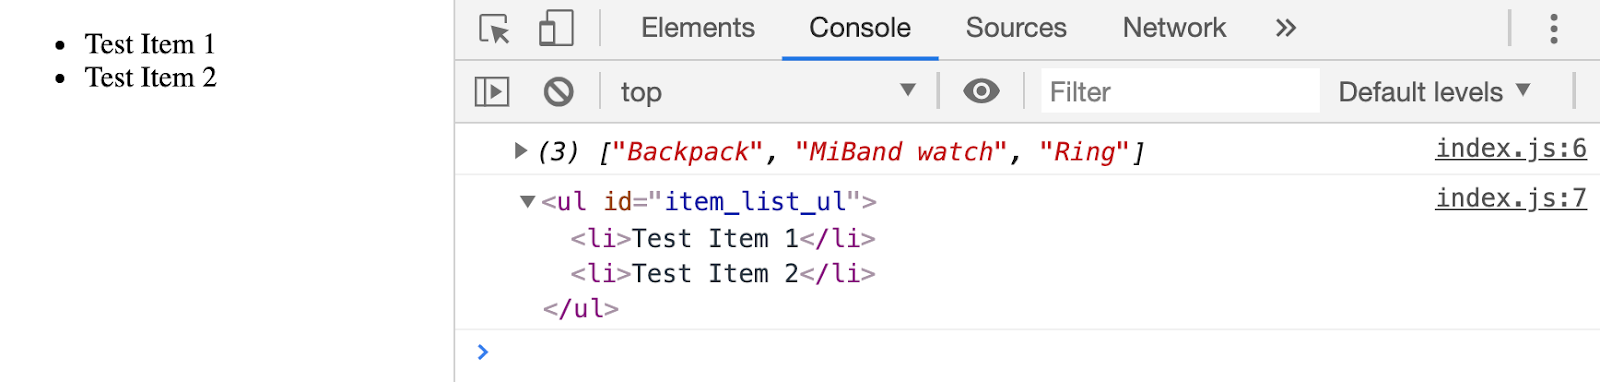 Test Item 1
Test Item 2
Elements Console Sources Network »
top Filter Default levels
(3) ["Backpack", "MiBand watch", "Ring"] index.js:6
<ul id="item_list_ul"> index.js:7
<li>Test Item 1</li>
<li>Test Item 2</li>
</ul>